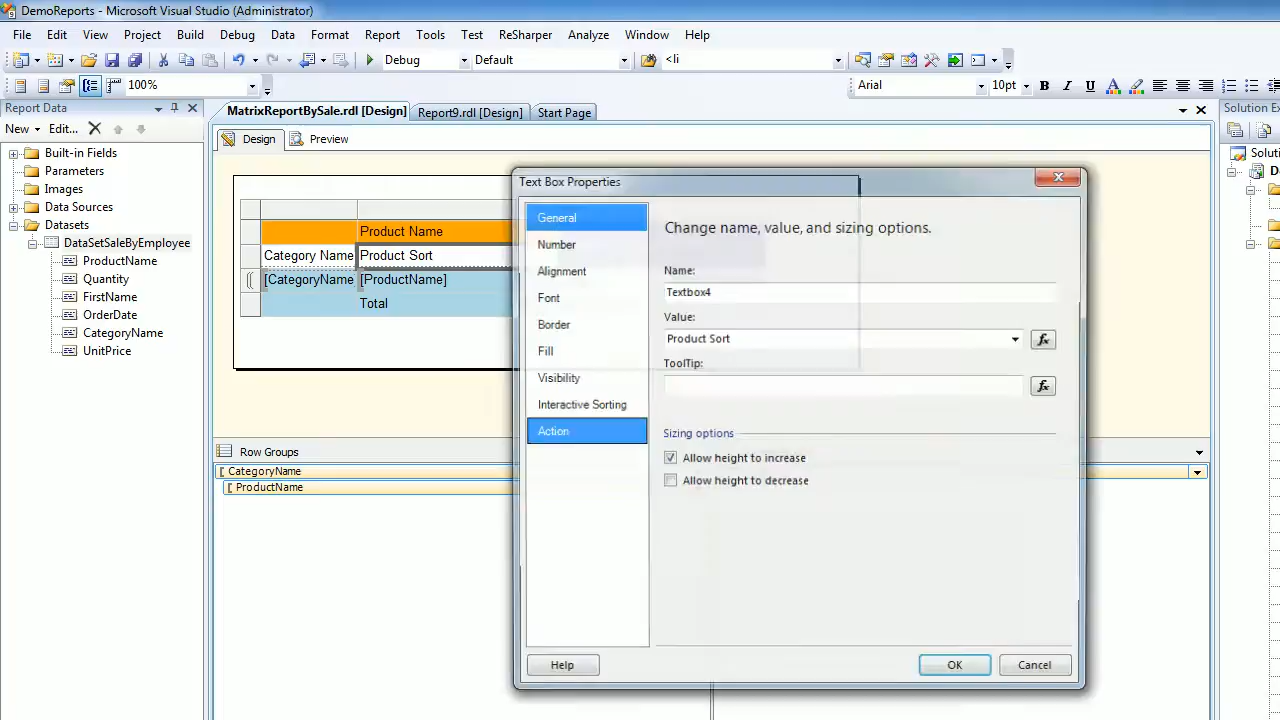 DemoReports - Microsoft Visual Studio (Administrator)
File Edit View Project Build Debug Data Format Report Tools Test ReSharper Analyze Window Help
Debug Default <li
100% Arial 10pt B I U A
Report Data
MatrixReportBySale.rdl [Design] Report9.rdl [Design] Start Page
Solution E
New Edit...
Design Preview
Built-in Fields
Parameters
Images
Data Sources
Datasets
DataSetSaleByEmployee
ProductName
Quantity
FirstName
OrderDate
CategoryName
UnitPrice
Product Name
Category Name Product Sort
[CategoryName [ProductName]
Total
Row Groups
[ CategoryName
[ ProductName
Text Box Properties
General
Number
Alignment
Font
Border
Fill
Visibility
Interactive Sorting
Action
Change name, value, and sizing options.
Name:
Textbox4
Value:
Product Sort
fx
ToolTip:
fx
Sizing options
Allow height to increase
Allow height to decrease
Help OK Cancel
Soluti
De